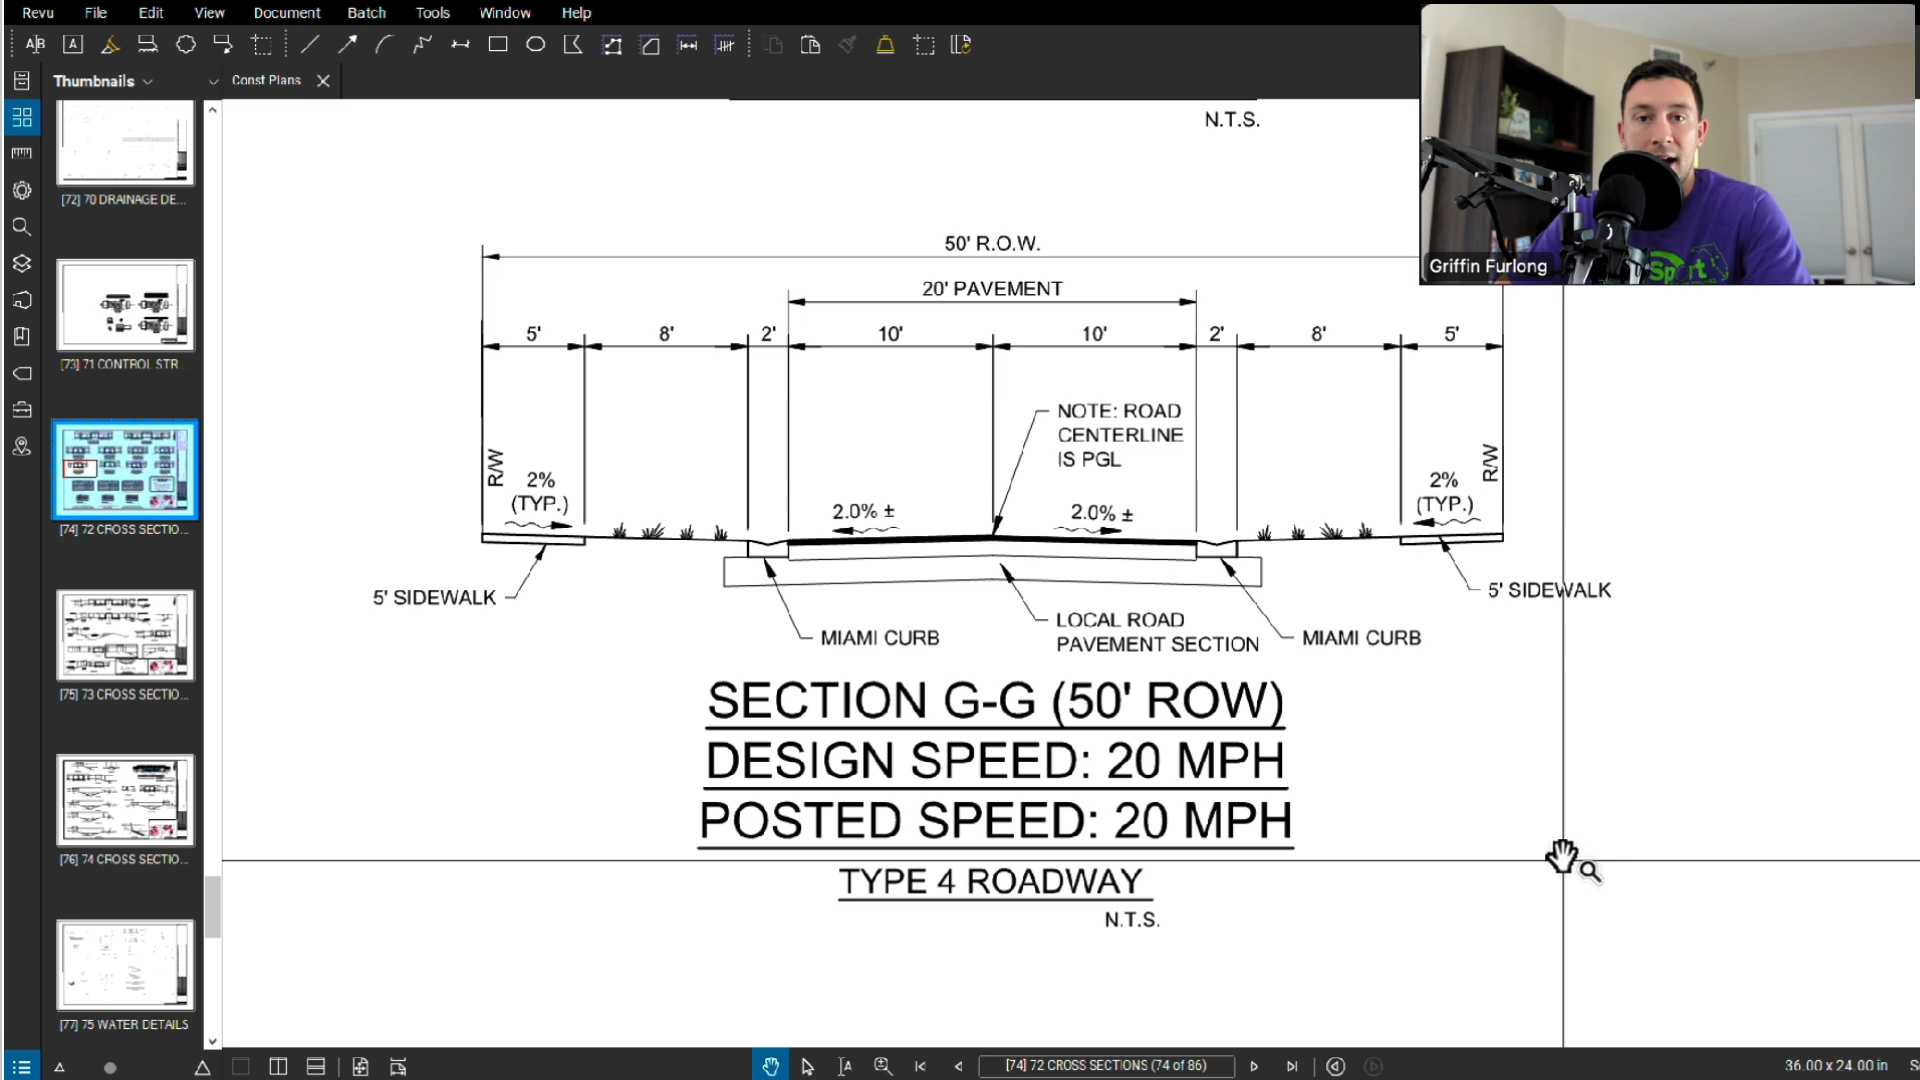 Revu File Edit View Document Batch Tools Window Help
Thumbnails
Const Plans
[72] 70 DRAINAGE DE...
[73] 71 CONTROL STR...
[74] 72 CROSS SECTIO...
[75] 73 CROSS SECTIO...
[76] 74 CROSS SECTIO...
[77] 75 WATER DETAILS
N.T.S.
50' R.O.W.
20' PAVEMENT
5' 8' 2' 10' 10' 2' 8' 5'
NOTE: ROAD
CENTERLINE
IS PGL
R/W
2%
(TYP.)
2.0% ±
2.0% ±
2%
(TYP.)
R/W
5' SIDEWALK
MIAMI CURB
LOCAL ROAD
PAVEMENT SECTION
MIAMI CURB
5' SIDEWALK
SECTION G-G (50' ROW)
DESIGN SPEED: 20 MPH
POSTED SPEED: 20 MPH
TYPE 4 ROADWAY
N.T.S.
Griffin Furlong
[74] 72 CROSS SECTIONS (74 of 86)
36.00 x 24.00 in